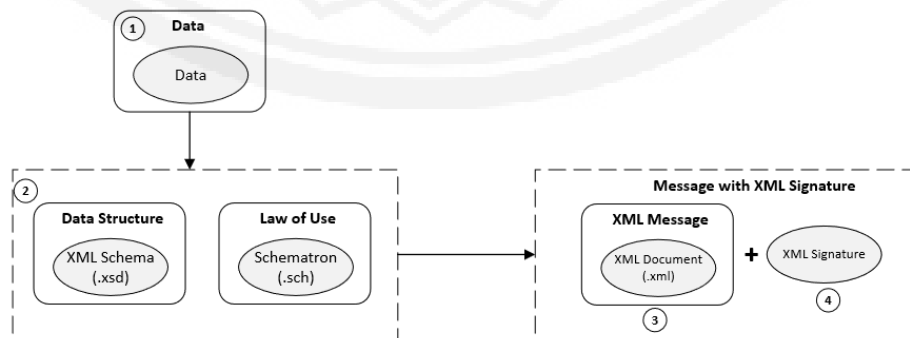 1
Data
Data
2
Data Structure
XML Schema
(.xsd)
Law of Use
Schematron
(.sch)
Message with XML Signature
XML Message
XML Document
(.xml)
3
+
XML Signature
4